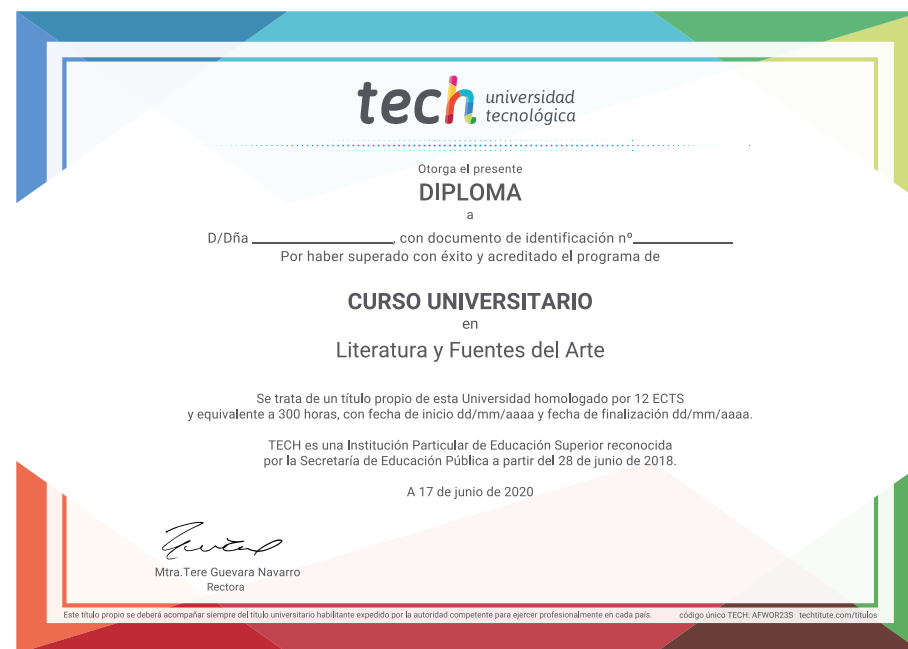 tech universidad
tecnológica
Otorga el presente
DIPLOMA
a
D/Dña ____________________, con documento de identificación nº______________
Por haber superado con éxito y acreditado el programa de
CURSO UNIVERSITARIO
en
Literatura y Fuentes del Arte
Se trata de un título propio de esta Universidad homologado por 12 ECTS
y equivalente a 300 horas, con fecha de inicio dd/mm/aaaa y fecha de finalización dd/mm/aaaa.
TECH es una Institución Particular de Educación Superior reconocida
por la Secretaría de Educación Pública a partir del 28 de junio de 2018.
A 17 de junio de 2020
Mtra.Tere Guevara Navarro
Rectora
Este título propio se deberá acompañar siempre del título universitario habilitante expedido por la autoridad competente para ejercer profesionalmente en cada país. código único TECH: AFWOR23S techtitute.com/titulos